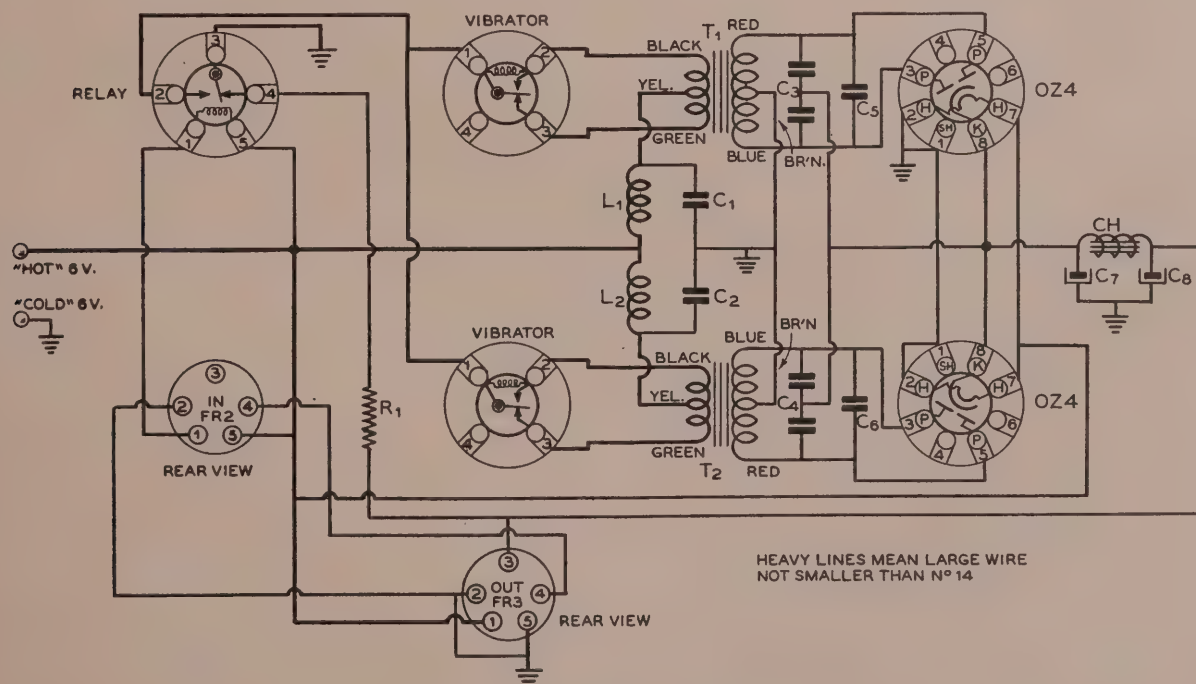 VIBRATOR
T1 RED
BLACK
YEL.
GREEN
BLUE
BR'N.
C3
C5
OZ4
4 5 3 P P 6 2 H H 7 SH K 1 8
RELAY
3
2 4
1 5
1 2
4 3
L1 C1
L2 C2
"HOT" 6 V.
"COLD" 6V.
CH
C7 C8
VIBRATOR
1 2
4 3
BLUE
BR'N
BLACK
YEL.
GREEN
T2 RED
C4
C6
OZ4
1 8 SH K 2 H H 7 3 P 6 4 5
3
2 IN 4
FR2
1 5
REAR VIEW
R1
3
2 OUT 4
FR3
1 5
REAR VIEW
HEAVY LINES MEAN LARGE WIRE
NOT SMALLER THAN No 14